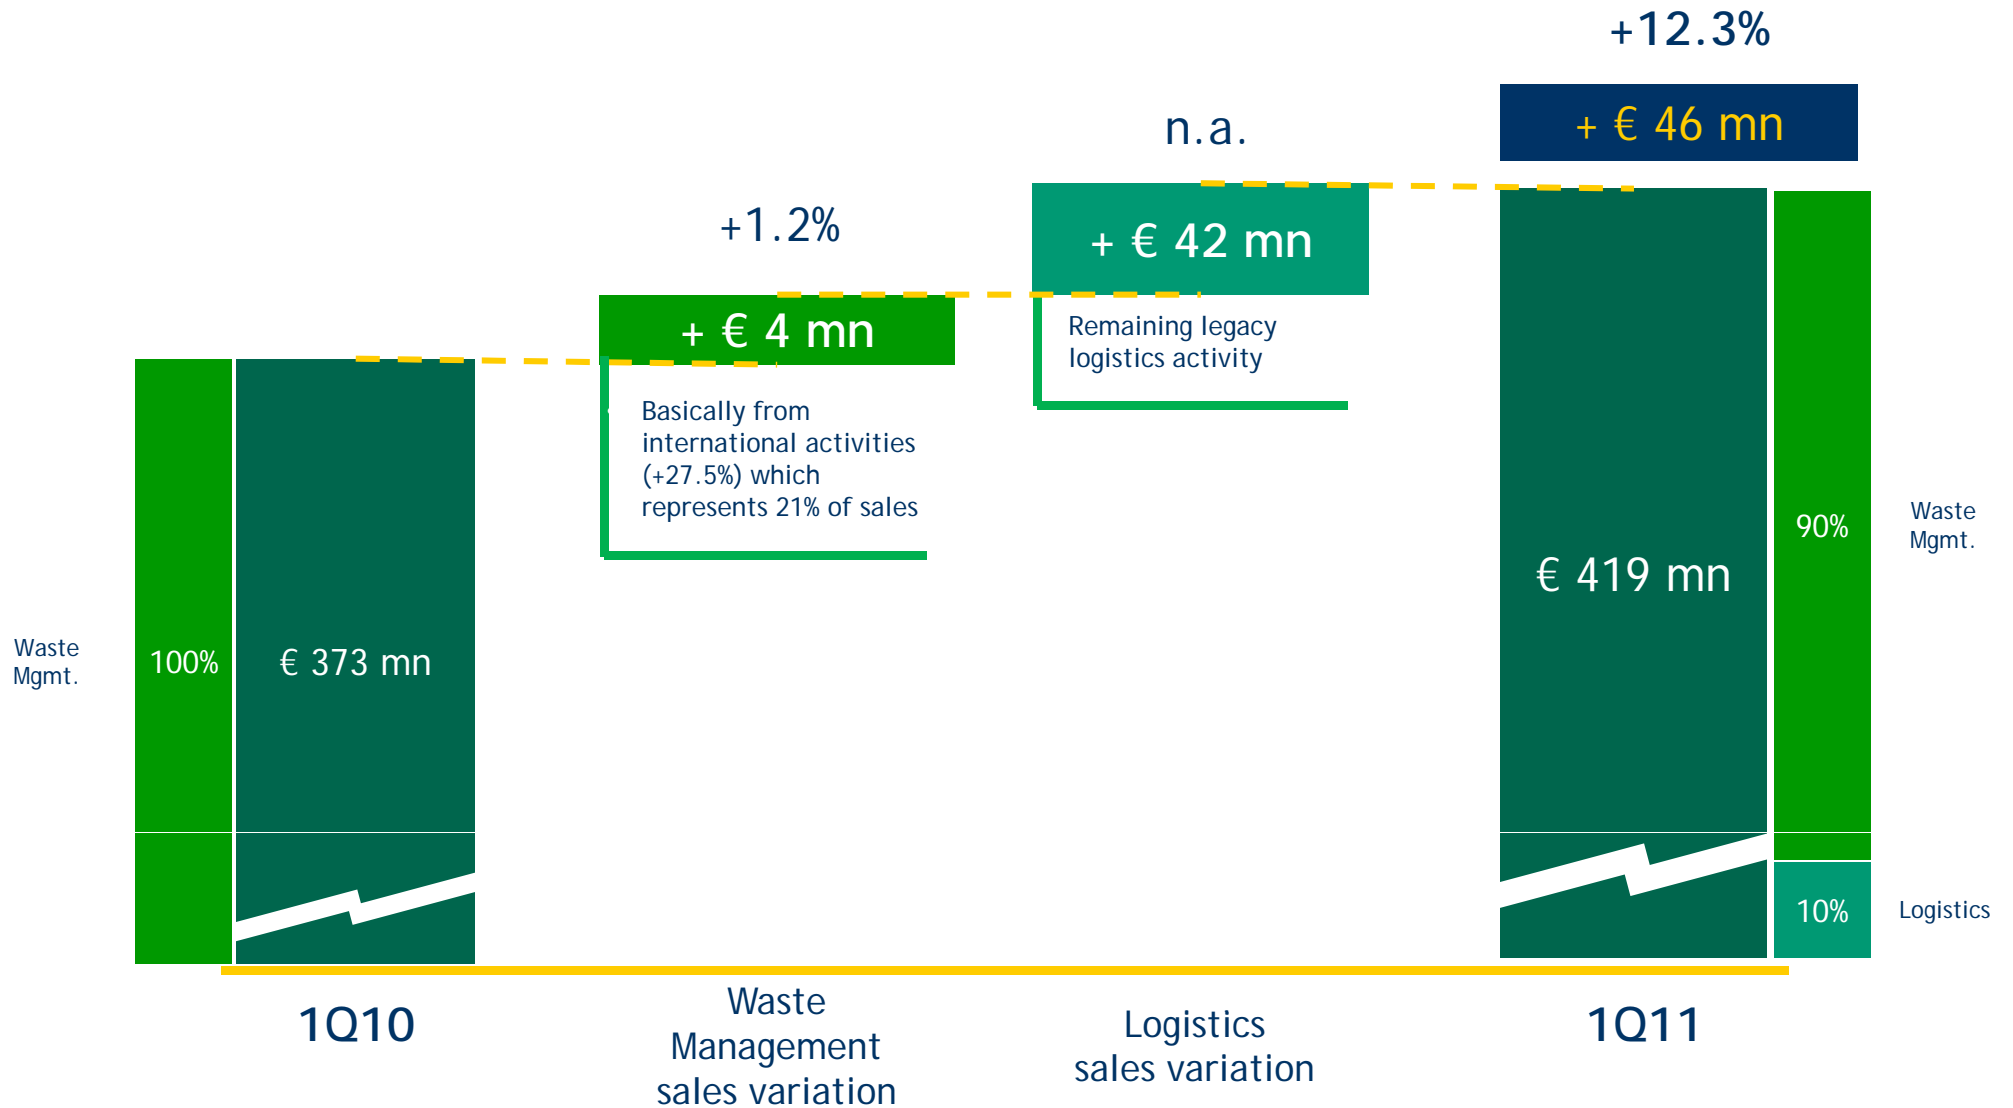 +12.3%
+ € 46 mn
n.a.
+ € 42 mn
+1.2%
+ € 4 mn
Remaining legacy
logistics activity
Basically from
international activities
(+27.5%) which
represents 21% of sales
Waste
Mgmt.
100%
€ 373 mn
€ 419 mn
90%
Waste
Mgmt.
10%
Logistics
1Q10
Waste
Management
sales variation
Logistics
sales variation
1Q11